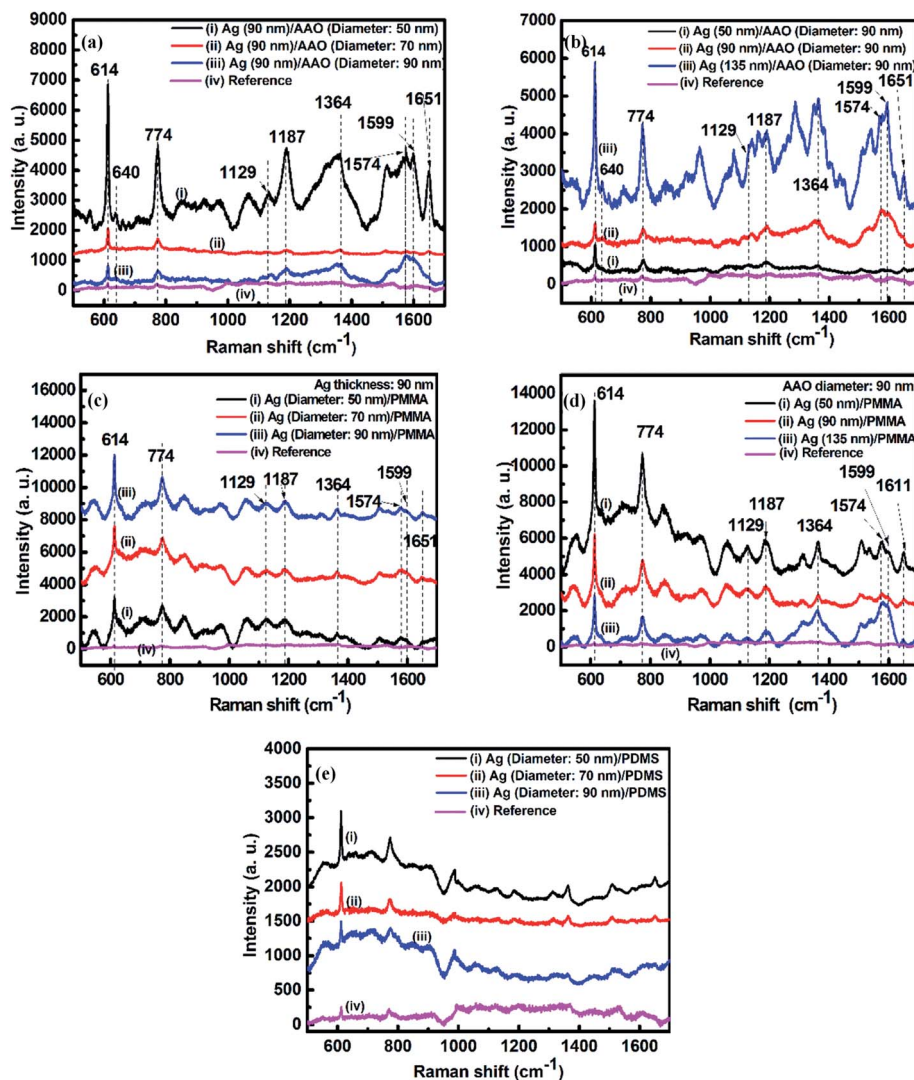 (a)
(i) Ag (90 nm)/AAO (Diameter: 50 nm)
(ii) Ag (90 nm)/AAO (Diameter: 70 nm)
(iii) Ag (90 nm)/AAO (Diameter: 90 nm)
(iv) Reference
614
640
774
1129
1187
1364
1574
1599
1651
(i)
(ii)
(iii)
(iv)
9000
8000
7000
6000
5000
4000
3000
2000
1000
0
Intensity (a. u.)
600 800 1000 1200 1400 1600
Raman shift (cm⁻¹)
(b)
(i) Ag (50 nm)/AAO (Diameter: 90 nm)
(ii) Ag (90 nm)/AAO (Diameter: 90 nm)
(iii) Ag (135 nm)/AAO (Diameter: 90 nm)
(iv) Reference
614
640
774
1129
1187
1364
1574
1599
1651
(iii)
(ii)
(i)
(iv)
7000
6000
5000
4000
3000
2000
1000
0
Intensity (a. u.)
600 800 1000 1200 1400 1600
Raman shift (cm⁻¹)
(c)
Ag thickness: 90 nm
(i) Ag (Diameter: 50 nm)/PMMA
(ii) Ag (Diameter: 70 nm)/PMMA
(iii) Ag (Diameter: 90 nm)/PMMA
(iv) Reference
614
774
1129
1187
1364
1574
1599
1651
(iii)
(ii)
(i)
(iv)
16000
14000
12000
10000
8000
6000
4000
2000
0
Intensity (a. u.)
600 800 1000 1200 1400 1600
Raman shift (cm⁻¹)
(d)
AAO diameter: 90 nm
(i) Ag (50 nm)/PMMA
(ii) Ag (90 nm)/PMMA
(iii) Ag (135 nm)/PMMA
(iv) Reference
614
774
1129
1187
1364
1574
1599
1611
(i)
(ii)
(iii)
(iv)
14000
12000
10000
8000
6000
4000
2000
0
Intensity (a. u.)
600 800 1000 1200 1400 1600
Raman shift (cm⁻¹)
(e)
(i) Ag (Diameter: 50 nm)/PDMS
(ii) Ag (Diameter: 70 nm)/PDMS
(iii) Ag (Diameter: 90 nm)/PDMS
(iv) Reference
(i)
(ii)
(iii)
(iv)
4000
3500
3000
2500
2000
1500
1000
500
0
Intensity (a. u.)
600 800 1000 1200 1400 1600
Raman shift (cm⁻¹)